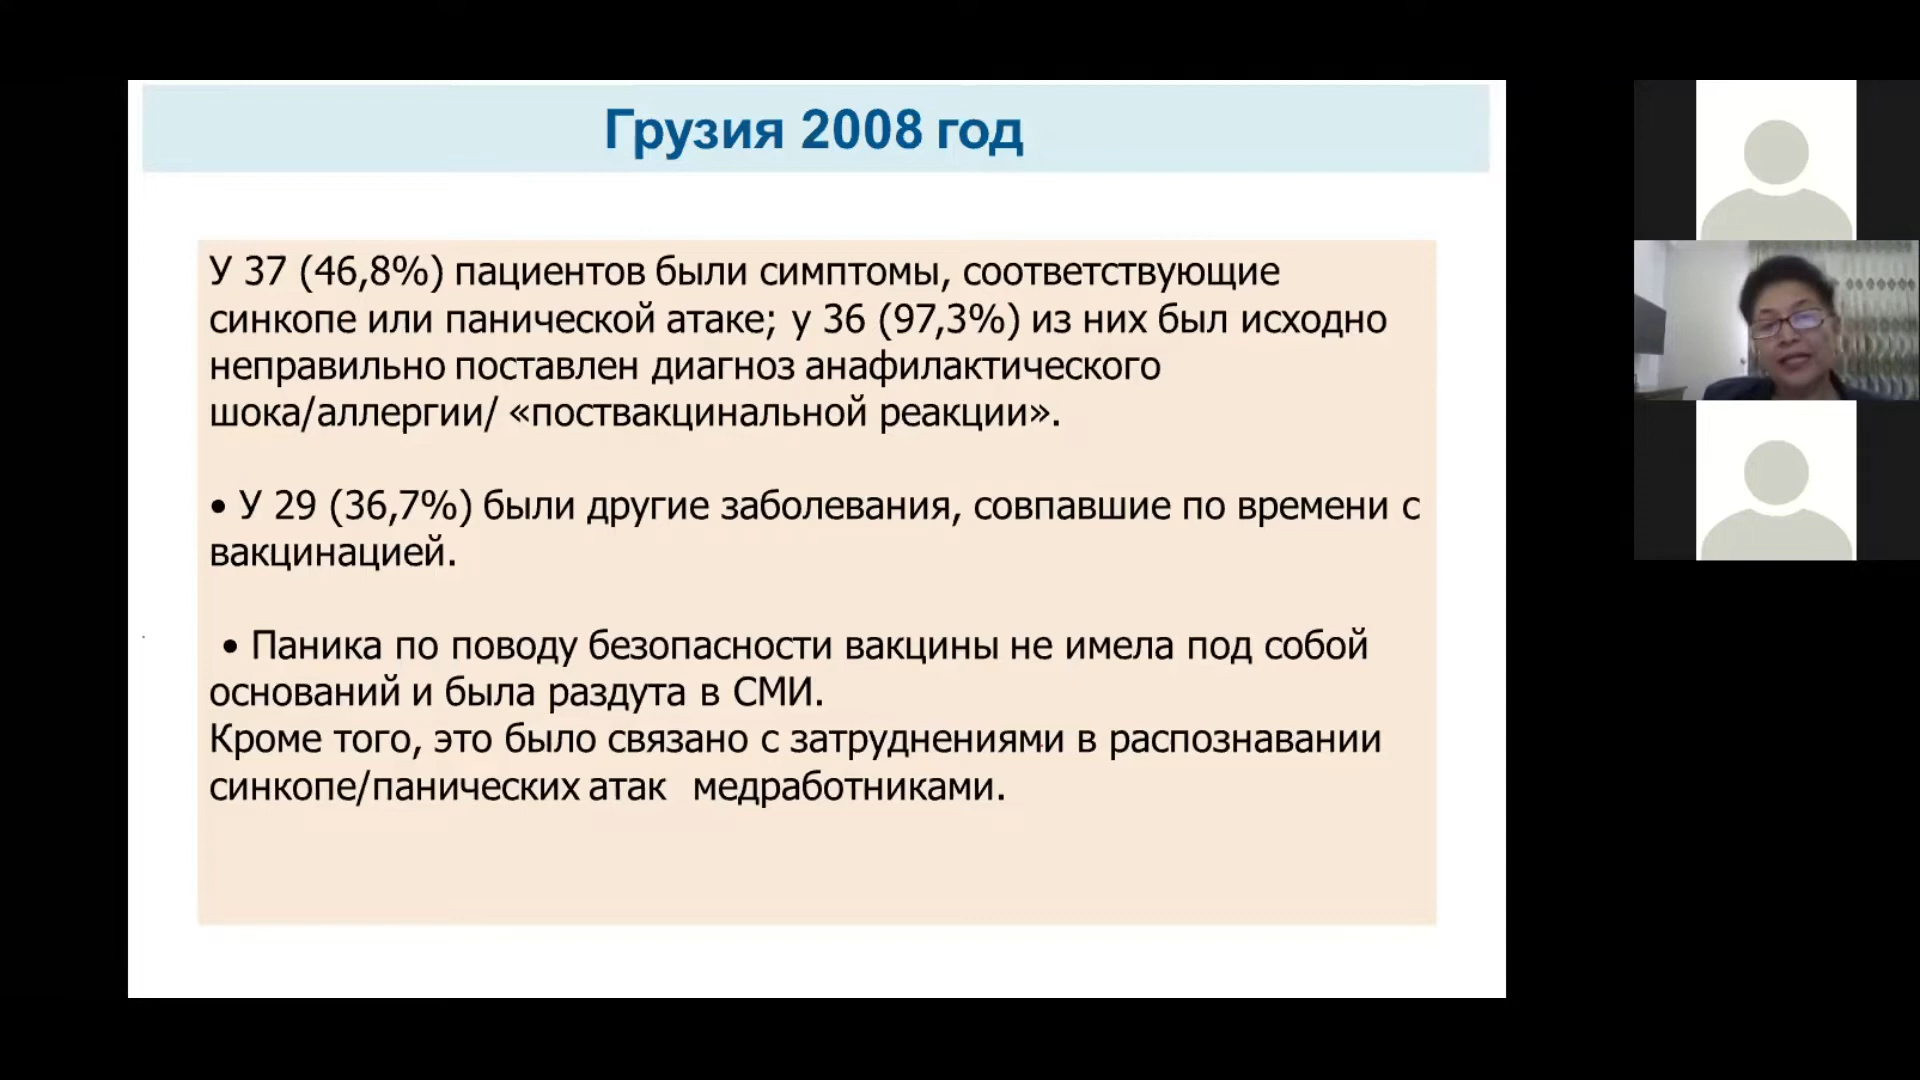 Грузия 2008 год
У 37 (46,8%) пациентов были симптомы, соответствующие
синкопе или панической атаке; у 36 (97,3%) из них был исходно
неправильно поставлен диагноз анафилактического
шока/аллергии/ «поствакцинальной реакции».
• У 29 (36,7%) были другие заболевания, совпавшие по времени с
вакцинацией.
• Паника по поводу безопасности вакцины не имела под собой
оснований и была раздута в СМИ.
Кроме того, это было связано с затруднениями в распознавании
синкопе/панических атак медработниками.